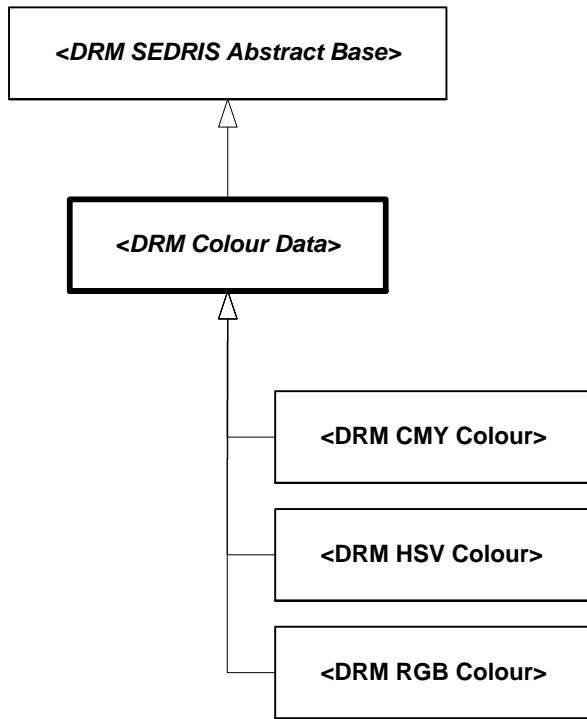 <DRM SEDRIS Abstract Base>
<DRM Colour Data>
<DRM CMY Colour>
<DRM HSV Colour>
<DRM RGB Colour>